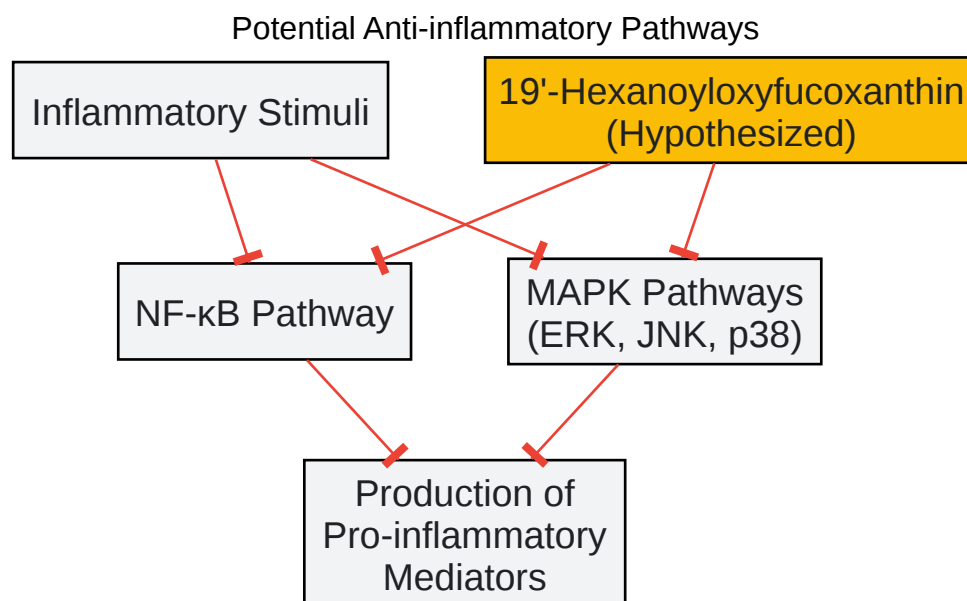 Potential Anti-inflammatory Pathways
Inflammatory Stimuli
19'-Hexanoyloxyfucoxanthin
(Hypothesized)
NF-κB Pathway
MAPK Pathways
(ERK, JNK, p38)
Production of
Pro-inflammatory
Mediators